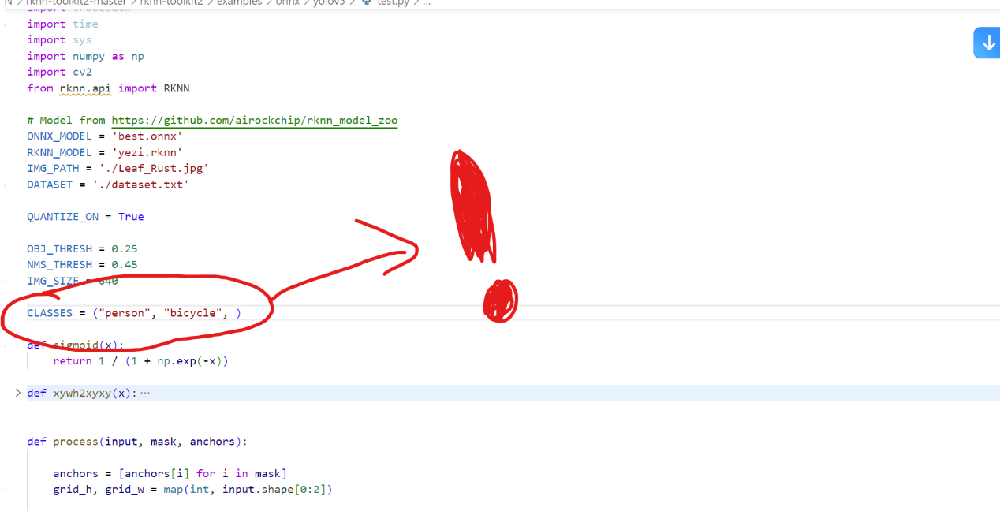 N > rknn-toolkit2-master > rknn-toolkit2 > examples > onnx > yolov5 > test.py > ...
import traceback
import time
import sys
import numpy as np
import cv2
from rknn.api import RKNN
# Model from https://github.com/airockchip/rknn_model_zoo
ONNX_MODEL = 'best.onnx'
RKNN_MODEL = 'yezi.rknn'
IMG_PATH = './Leaf_Rust.jpg'
DATASET = './dataset.txt'
QUANTIZE_ON = True
OBJ_THRESH = 0.25
NMS_THRESH = 0.45
IMG_SIZE = 640
CLASSES = ("person", "bicycle", )
def sigmoid(x):
return 1 / (1 + np.exp(-x))
def xywh2xyxy(x): ...
def process(input, mask, anchors):
anchors = [anchors[i] for i in mask]
grid_h, grid_w = map(int, input.shape[0:2])